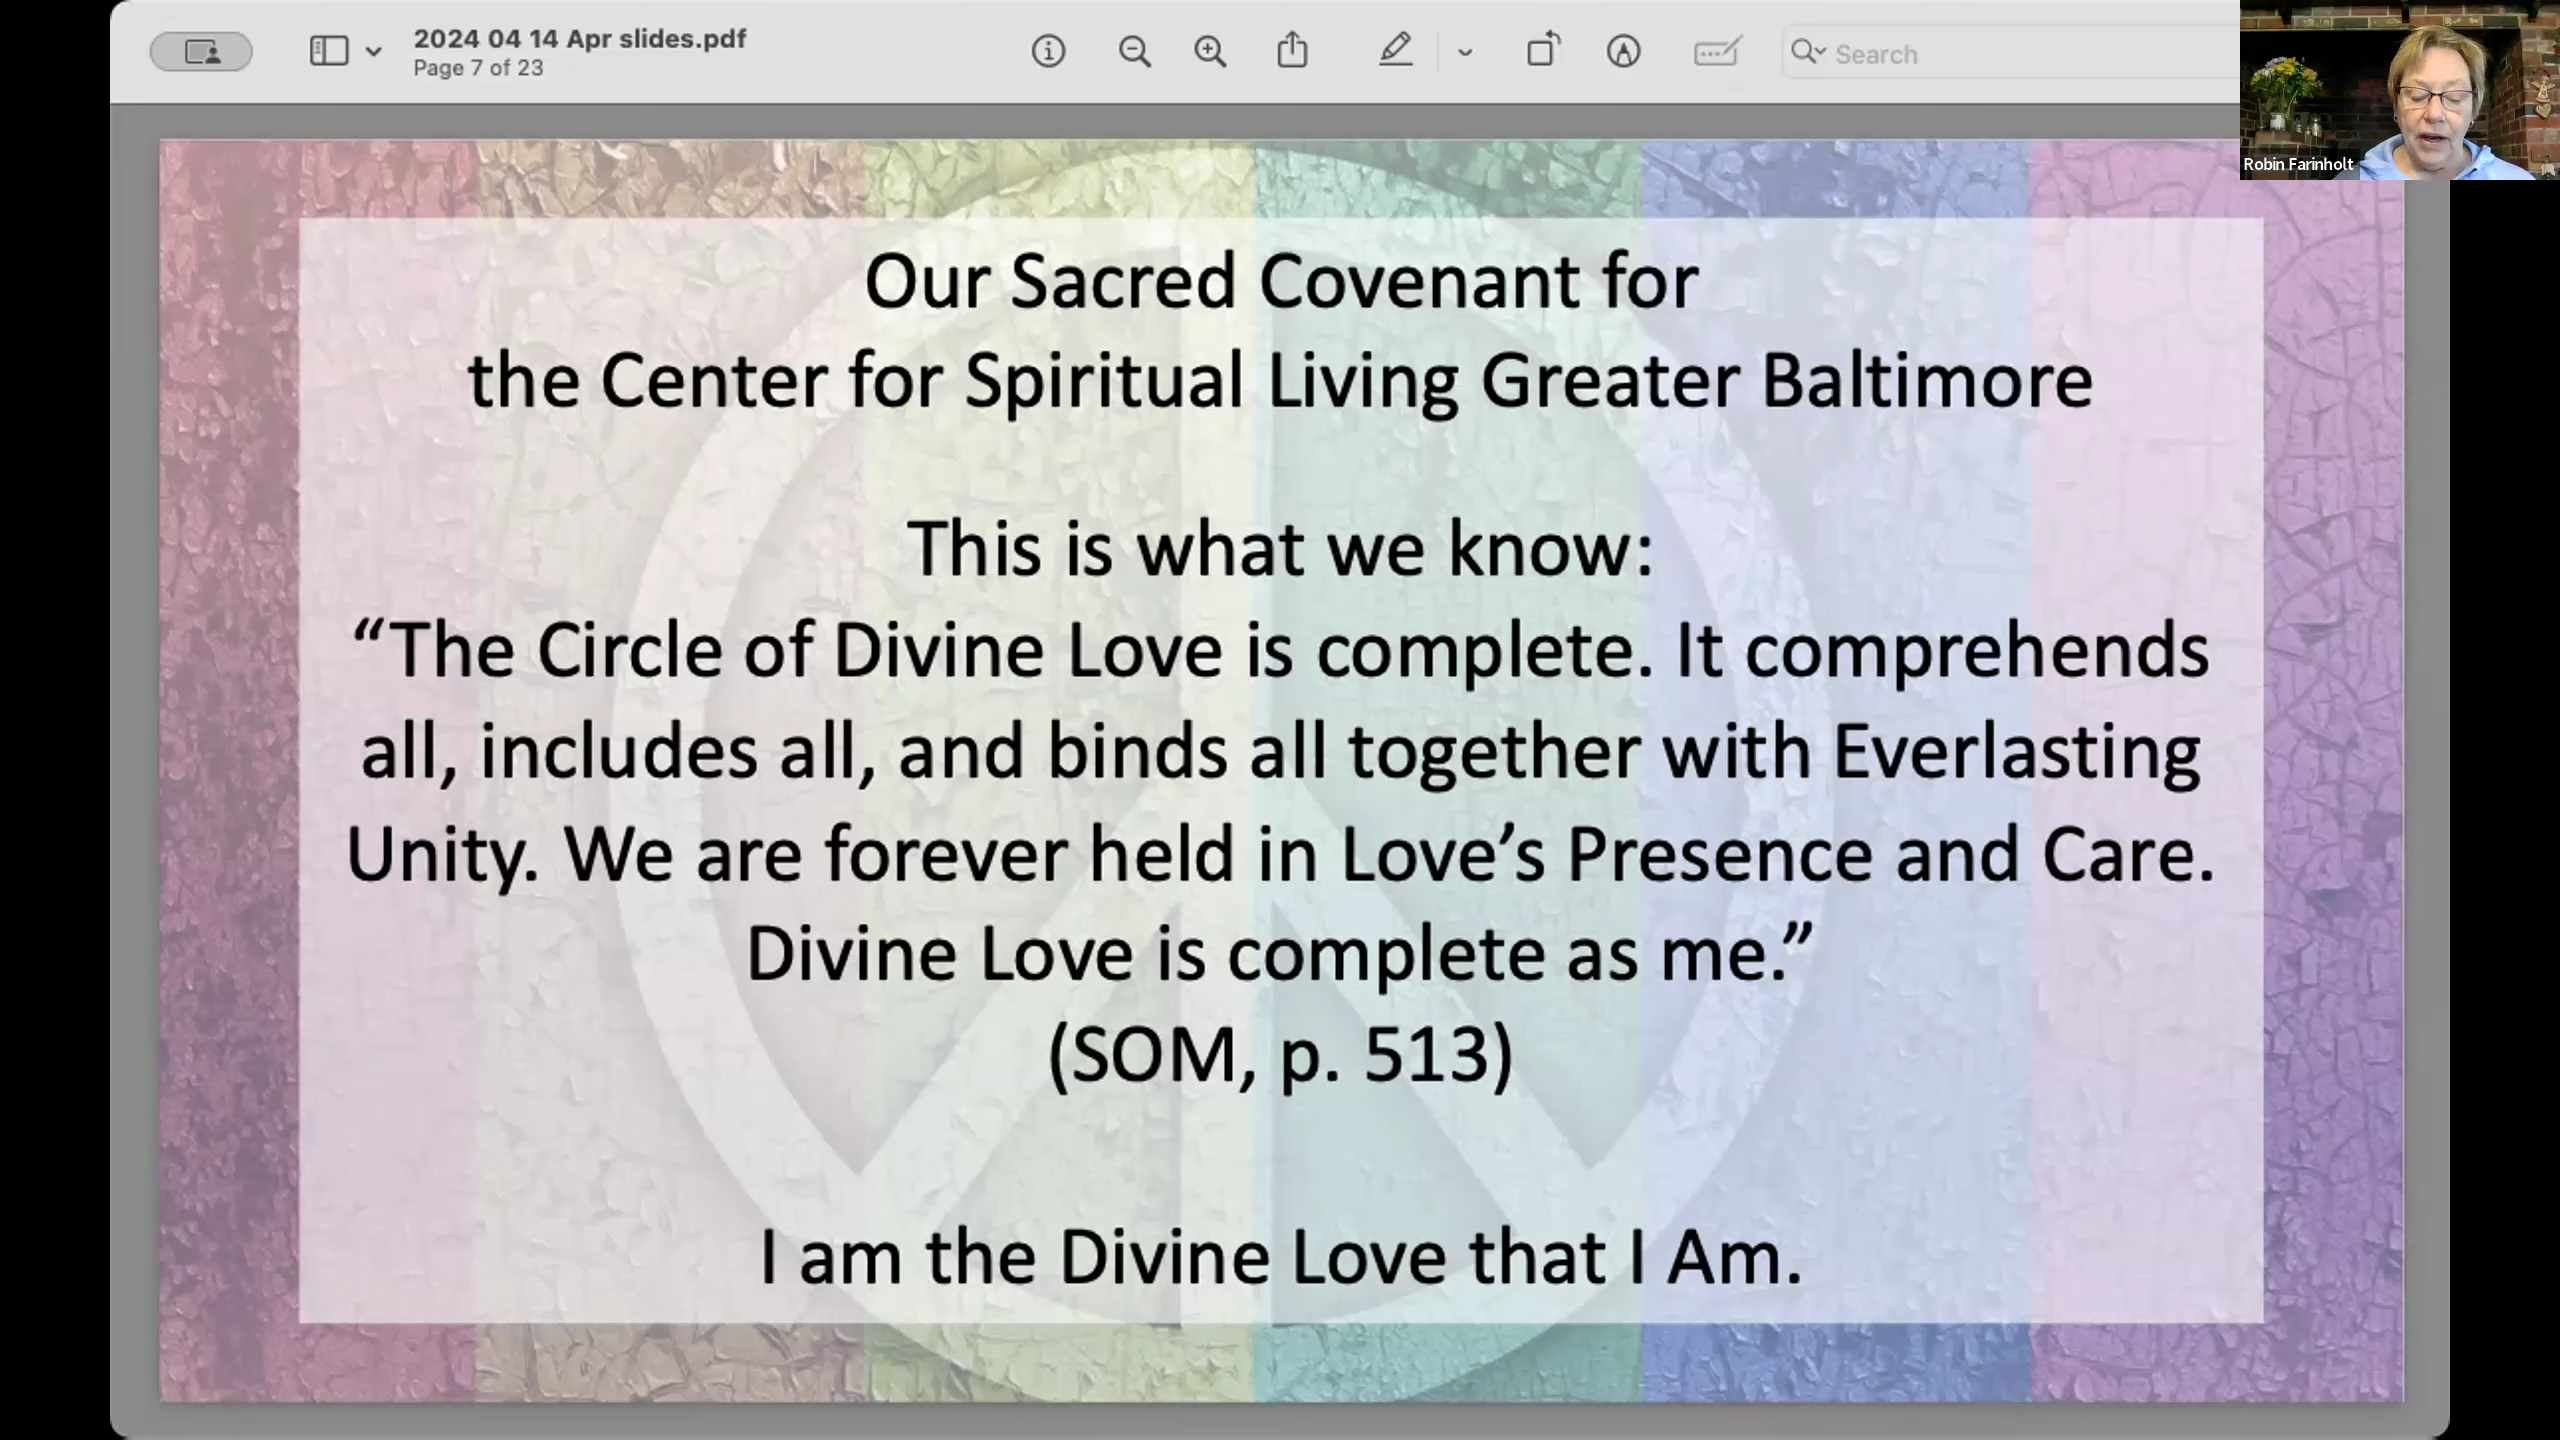 2024 04 14 Apr slides.pdf
Page 7 of 23
Search
Robin Farinholt
Our Sacred Covenant for
the Center for Spiritual Living Greater Baltimore
This is what we know:
“The Circle of Divine Love is complete. It comprehends
all, includes all, and binds all together with Everlasting
Unity. We are forever held in Love’s Presence and Care.
Divine Love is complete as me.”
(SOM, p. 513)
I am the Divine Love that I Am.